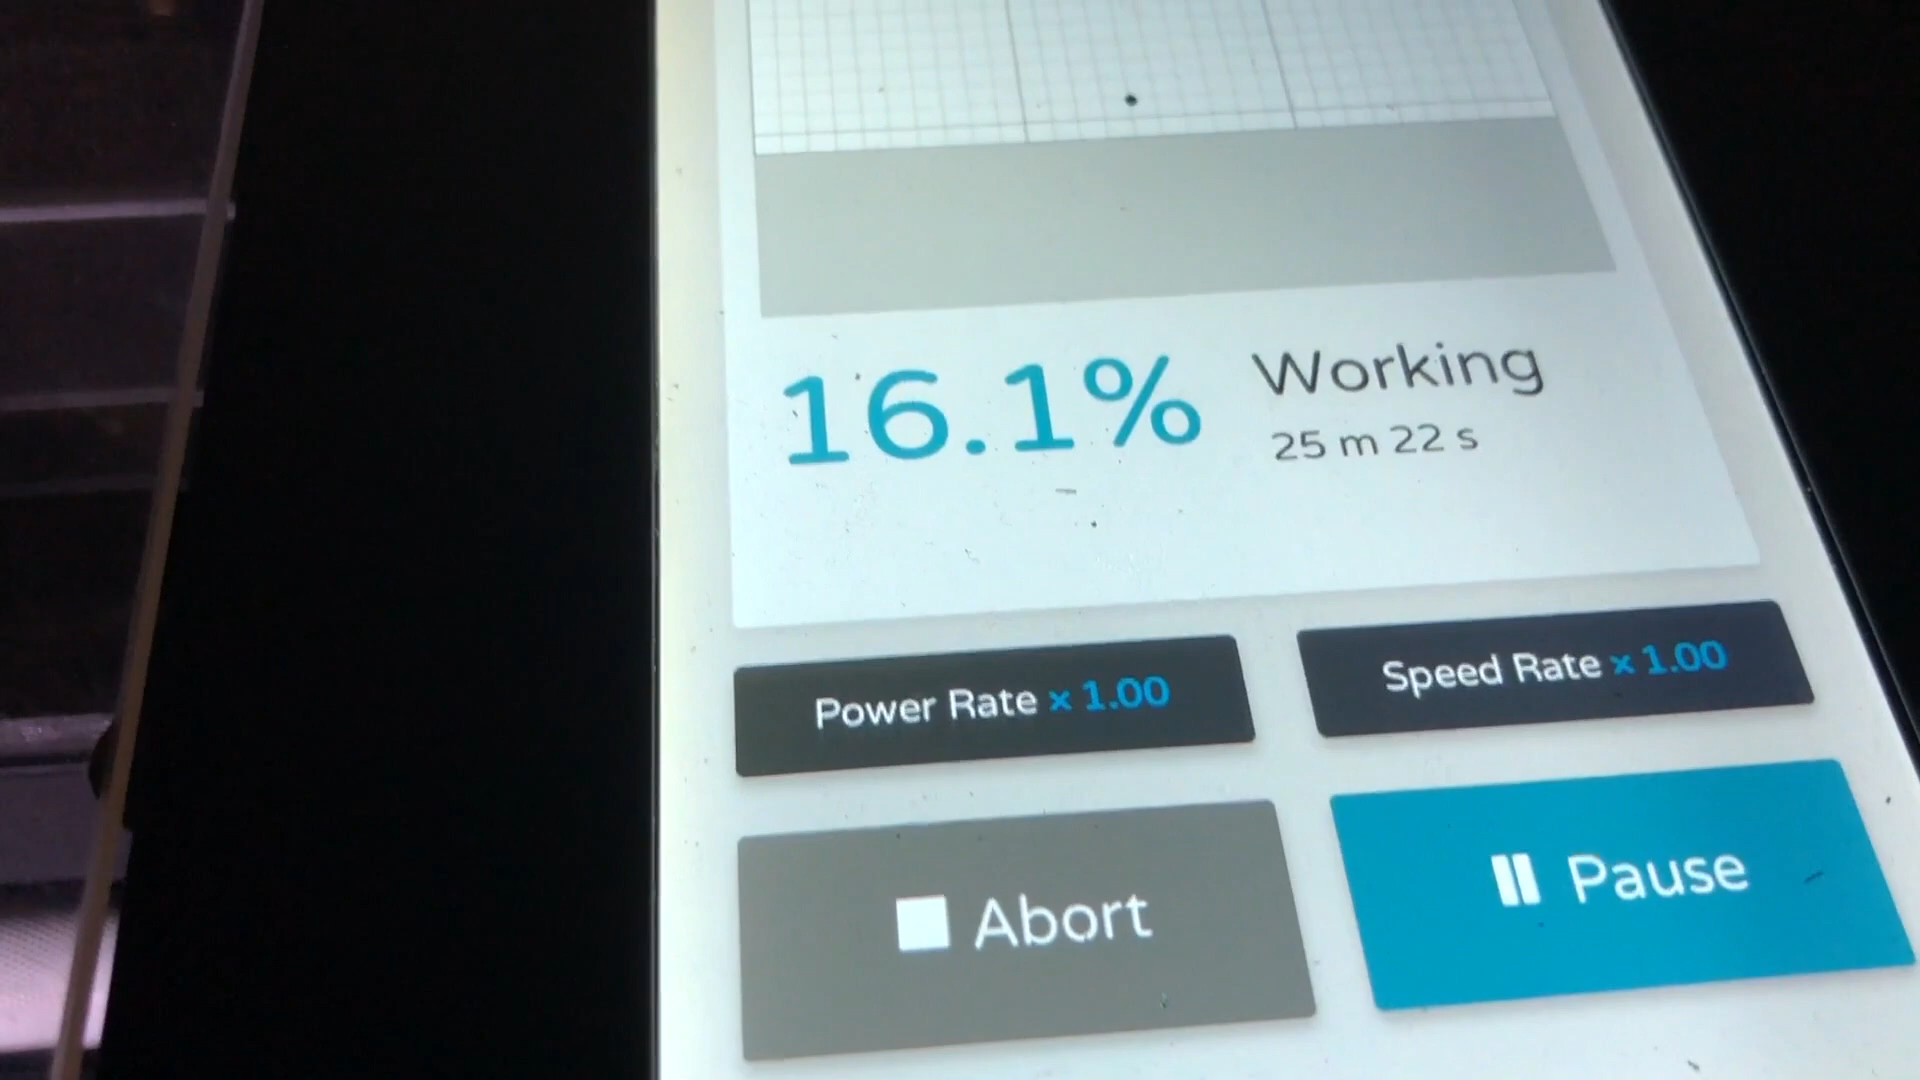 16.1%
Working
25 m 22 s
Power Rate x 1.00
Speed Rate x 1.00
Abort
Pause